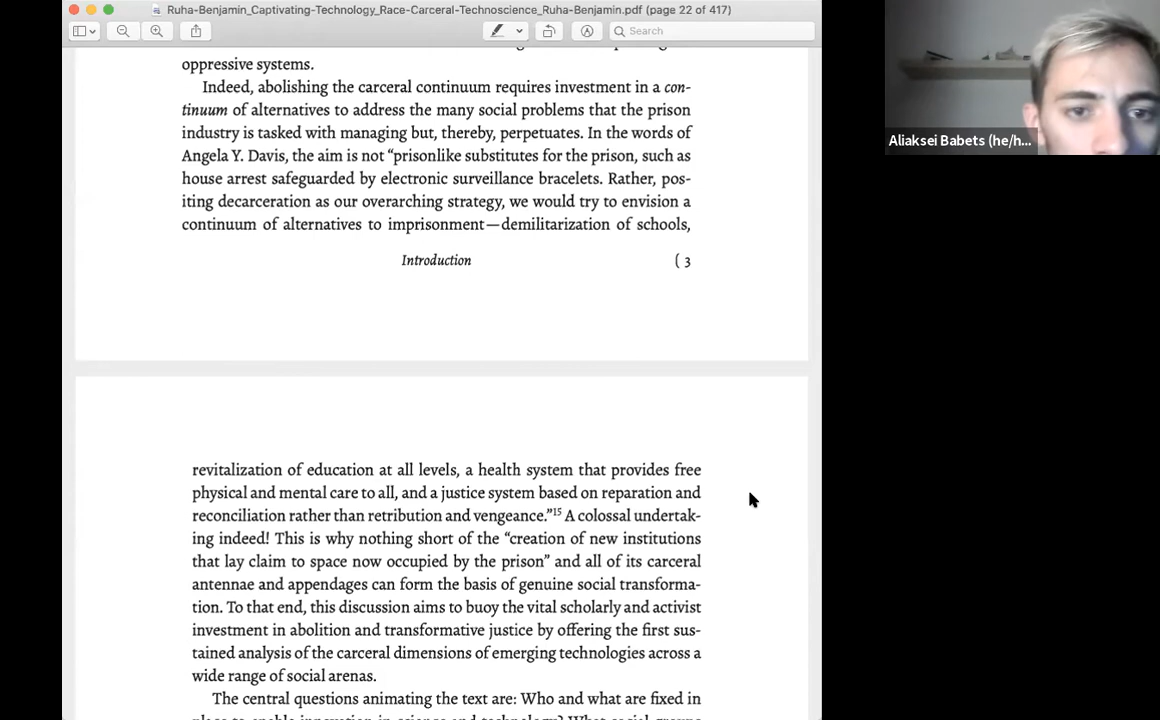 Ruha-Benjamin_Captivating-Technology_Race-Carceral-Technoscience_Ruha-Benjamin.pdf (page 22 of 417)
Search
oppressive systems.
Indeed, abolishing the carceral continuum requires investment in a con-
tinuum of alternatives to address the many social problems that the prison
industry is tasked with managing but, thereby, perpetuates. In the words of
Angela Y. Davis, the aim is not “prisonlike substitutes for the prison, such as
house arrest safeguarded by electronic surveillance bracelets. Rather, pos-
iting decarceration as our overarching strategy, we would try to envision a
continuum of alternatives to imprisonment—demilitarization of schools,
Introduction ( 3
revitalization of education at all levels, a health system that provides free
physical and mental care to all, and a justice system based on reparation and
reconciliation rather than retribution and vengeance.”15 A colossal undertak-
ing indeed! This is why nothing short of the “creation of new institutions
that lay claim to space now occupied by the prison” and all of its carceral
antennae and appendages can form the basis of genuine social transforma-
tion. To that end, this discussion aims to buoy the vital scholarly and activist
investment in abolition and transformative justice by offering the first sus-
tained analysis of the carceral dimensions of emerging technologies across a
wide range of social arenas.
The central questions animating the text are: Who and what are fixed in
Aliaksei Babets (he/h...